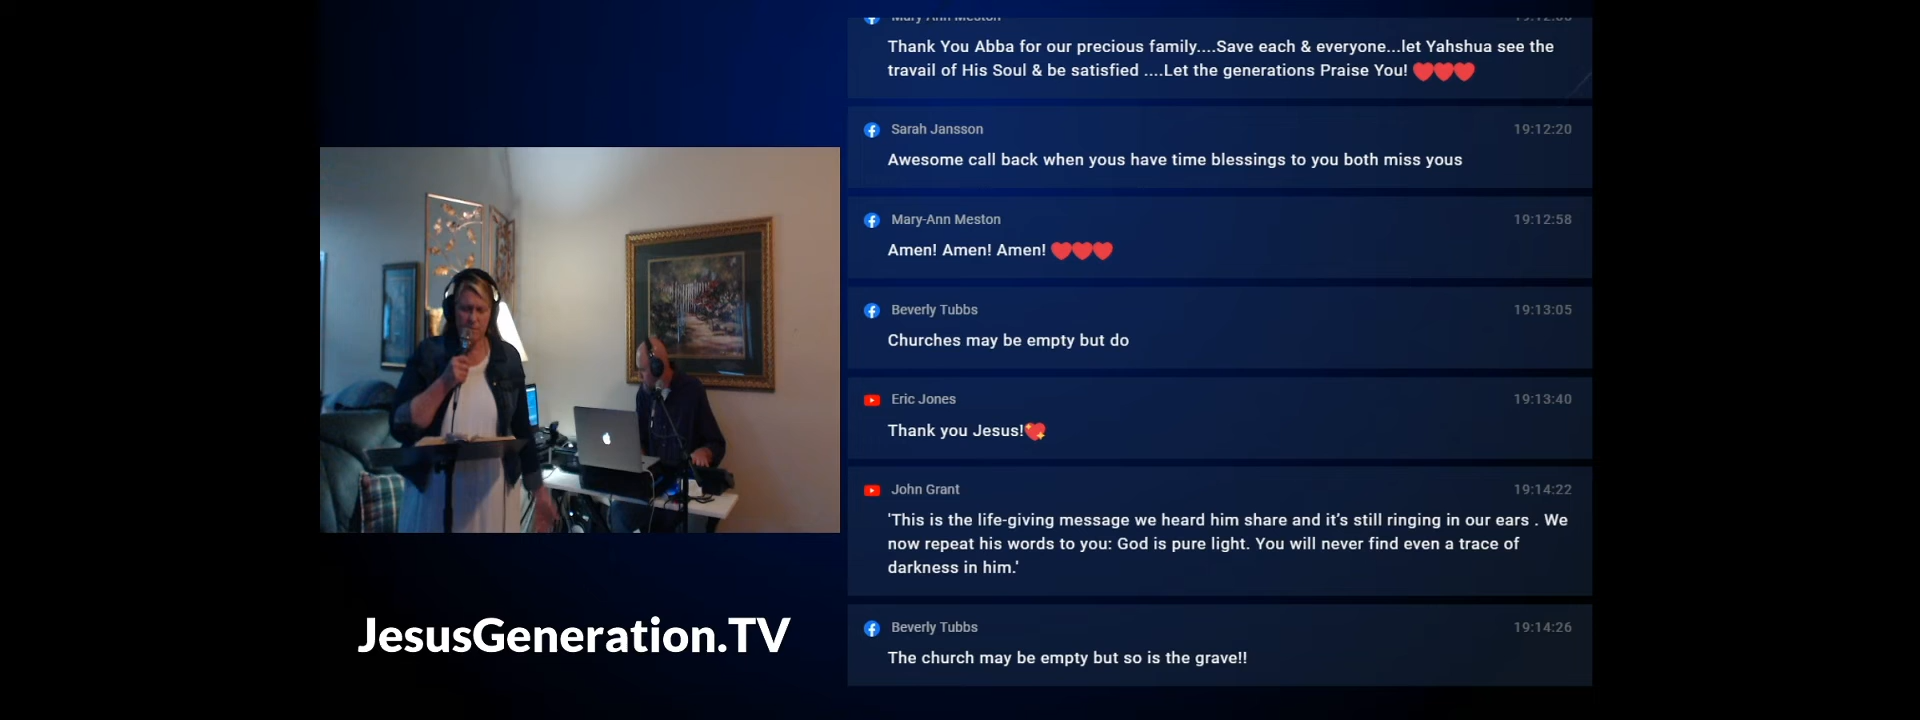 Mary-Ann Meston
Thank You Abba for our precious family....Save each & everyone...let Yahshua see the
travail of His Soul & be satisfied ....Let the generations Praise You! ❤❤❤
Sarah Jansson 19:12:20
Awesome call back when yous have time blessings to you both miss yous
Mary-Ann Meston 19:12:58
Amen! Amen! Amen! ❤❤❤
Beverly Tubbs 19:13:05
Churches may be empty but do
Eric Jones 19:13:40
Thank you Jesus!💖
John Grant 19:14:22
'This is the life-giving message we heard him share and it’s still ringing in our ears . We
now repeat his words to you: God is pure light. You will never find even a trace of
darkness in him.'
Beverly Tubbs 19:14:26
The church may be empty but so is the grave!!
JesusGeneration.TV